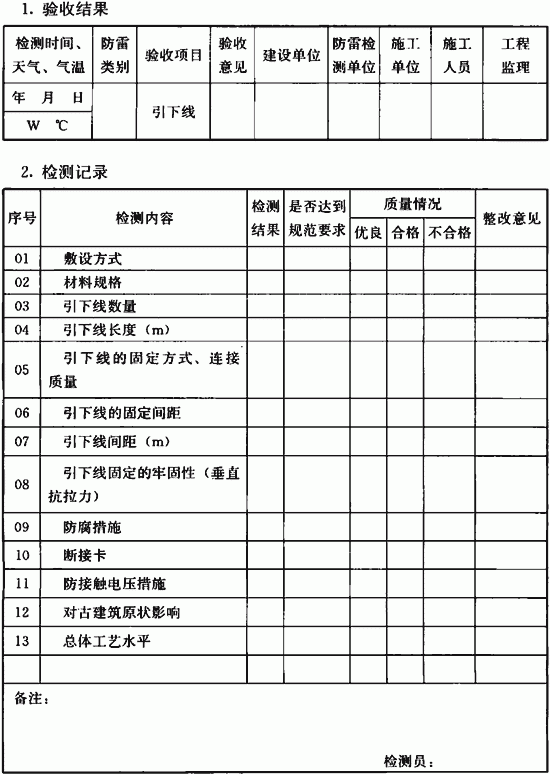 1. 验收结果
检测时间、天气、气温 防雷类别 验收项目 验收意见 建设单位 防雷检测单位 施工单位 施工人员 工程监理
年 月 日 引下线
W ℃
2. 检测记录
序号 检测内容 检测结果 是否达到规范要求 质量情况 整改意见
优良 合格 不合格
01 敷设方式
02 材料规格
03 引下线数量
04 引下线长度（m）
05 引下线的固定方式、连接
质量
06 引下线的固定间距
07 引下线间距（m）
08 引下线固定的牢固性（垂直
抗拉力）
09 防腐措施
10 断接卡
11 防接触电压措施
12 对古建筑原状影响
13 总体工艺水平
备注：
检测员：